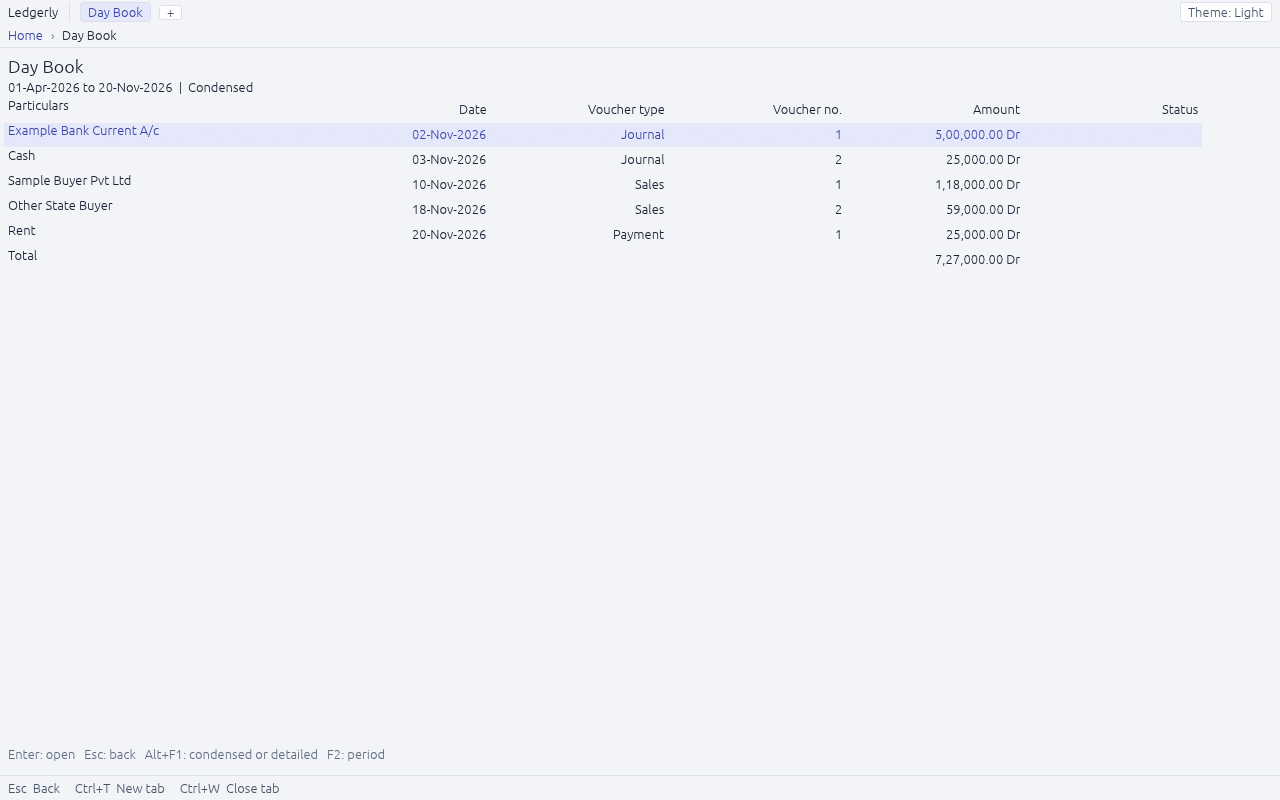 Ledgerly Day Book + Theme: Light
Home › Day Book
Day Book
01-Apr-2026 to 20-Nov-2026 | Condensed
Particulars Date Voucher type Voucher no. Amount Status
Example Bank Current A/c 02-Nov-2026 Journal 1 5,00,000.00 Dr
Cash 03-Nov-2026 Journal 2 25,000.00 Dr
Sample Buyer Pvt Ltd 10-Nov-2026 Sales 1 1,18,000.00 Dr
Other State Buyer 18-Nov-2026 Sales 2 59,000.00 Dr
Rent 20-Nov-2026 Payment 1 25,000.00 Dr
Total 7,27,000.00 Dr
Enter: open Esc: back Alt+F1: condensed or detailed F2: period
Esc Back Ctrl+T New tab Ctrl+W Close tab